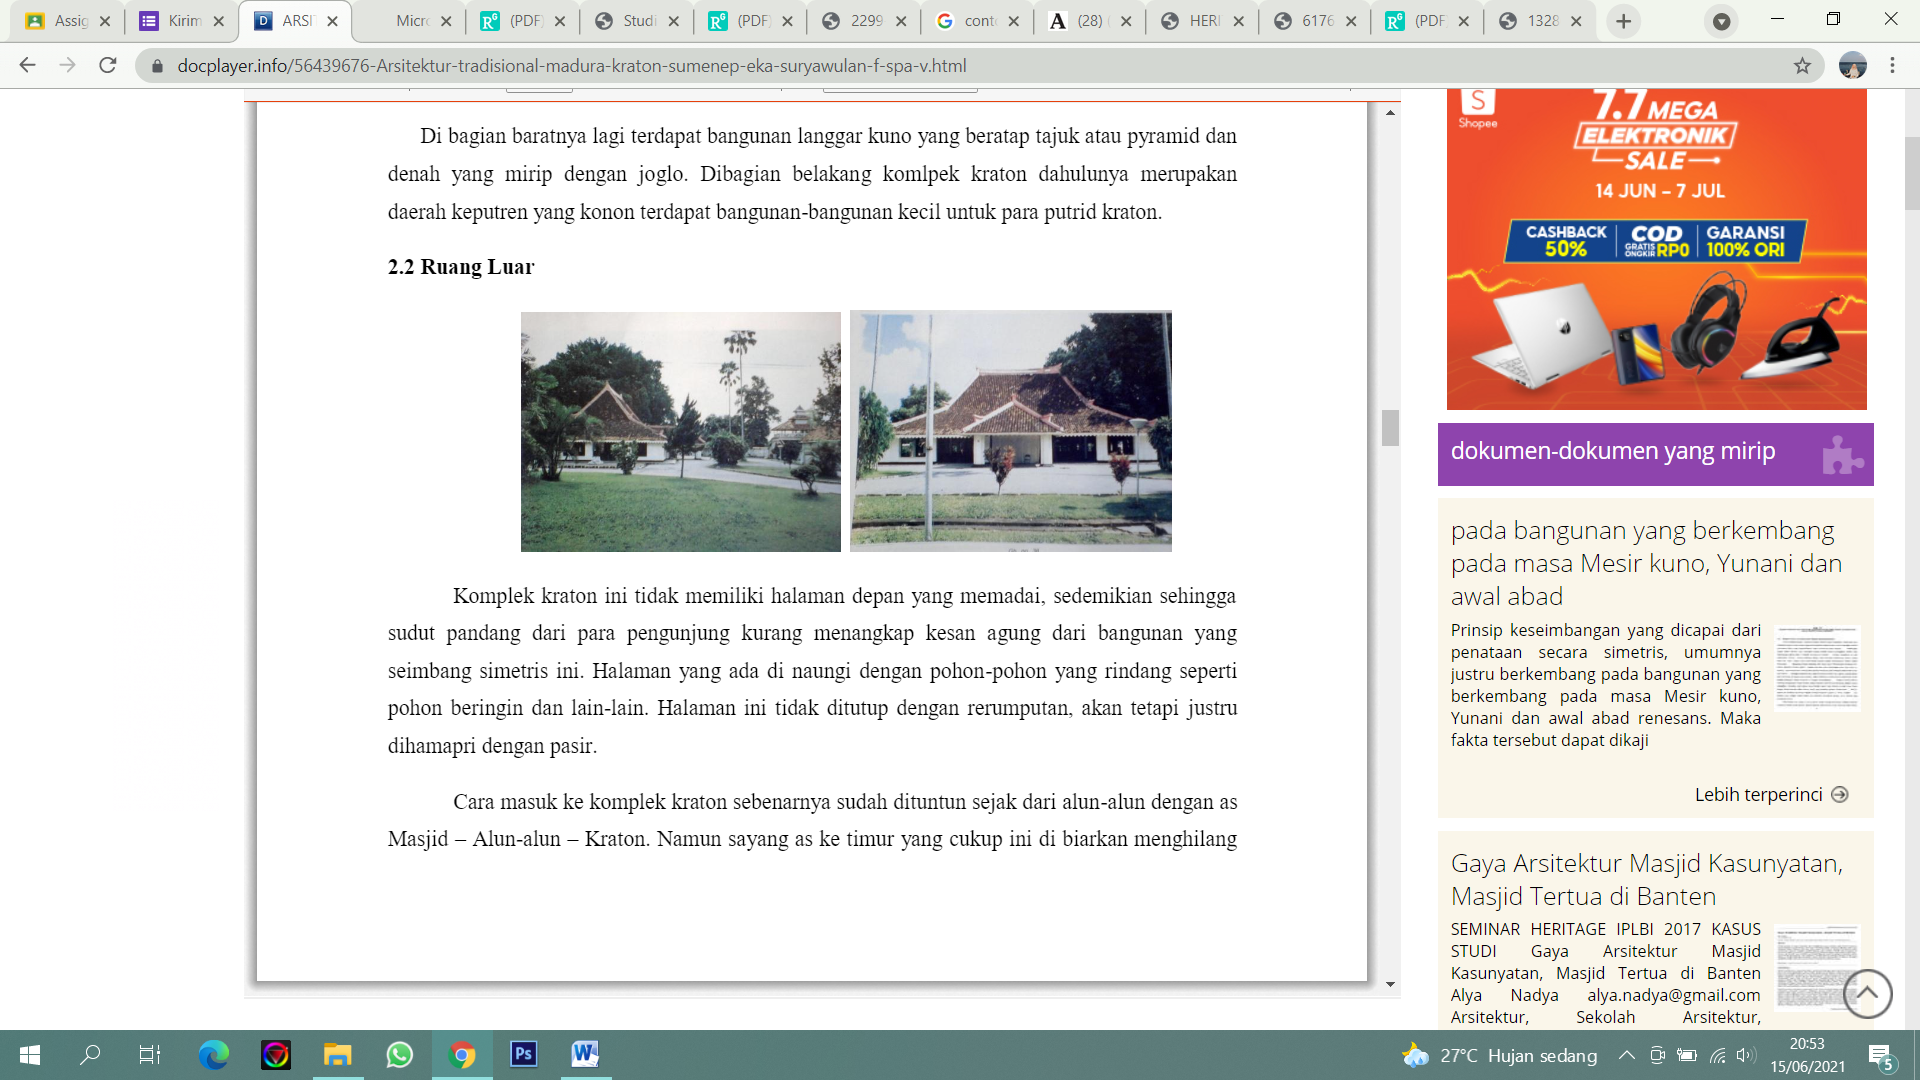 Assig
Kirim
ARSI
Micro
(PDF)
Studi
(PDF)
2299
cont
(28)
HERI
6176
(PDF)
1328
docplayer.info/56439676-Arsitektur-tradisional-madura-kraton-sumenep-eka-suryawulan-f-spa-v.html
Di bagian baratnya lagi terdapat bangunan langgar kuno yang beratap tajuk atau pyramid dan
denah yang mirip dengan joglo. Dibagian belakang komlpek kraton dahulunya merupakan
daerah keputren yang konon terdapat bangunan-bangunan kecil untuk para putrid kraton.
2.2 Ruang Luar
Komplek kraton ini tidak memiliki halaman depan yang memadai, sedemikian sehingga
sudut pandang dari para pengunjung kurang menangkap kesan agung dari bangunan yang
seimbang simetris ini. Halaman yang ada di naungi dengan pohon-pohon yang rindang seperti
pohon beringin dan lain-lain. Halaman ini tidak ditutup dengan rerumputan, akan tetapi justru
dihamapri dengan pasir.
Cara masuk ke komplek kraton sebenarnya sudah dituntun sejak dari alun-alun dengan as
Masjid – Alun-alun – Kraton. Namun sayang as ke timur yang cukup ini di biarkan menghilang
Shopee
7.7 MEGA
ELEKTRONIK
SALE
14 JUN – 7 JUL
CASHBACK
50%
COD
GRATIS
ONGKIR RP0
GARANSI
100% ORI
dokumen-dokumen yang mirip
pada bangunan yang berkembang
pada masa Mesir kuno, Yunani dan
awal abad
Prinsip keseimbangan yang dicapai dari
penataan secara simetris, umumnya
justru berkembang pada bangunan yang
berkembang pada masa Mesir kuno,
Yunani dan awal abad renesans. Maka
fakta tersebut dapat dikaji
Lebih terperinci
Gaya Arsitektur Masjid Kasunyatan,
Masjid Tertua di Banten
SEMINAR HERITAGE IPLBI 2017 KASUS
STUDI Gaya Arsitektur Masjid
Kasunyatan, Masjid Tertua di Banten
Alya Nadya alya.nadya@gmail.com
Arsitektur, Sekolah Arsitektur,
Ps
W
27°C Hujan sedang
20:53
15/06/2021
5